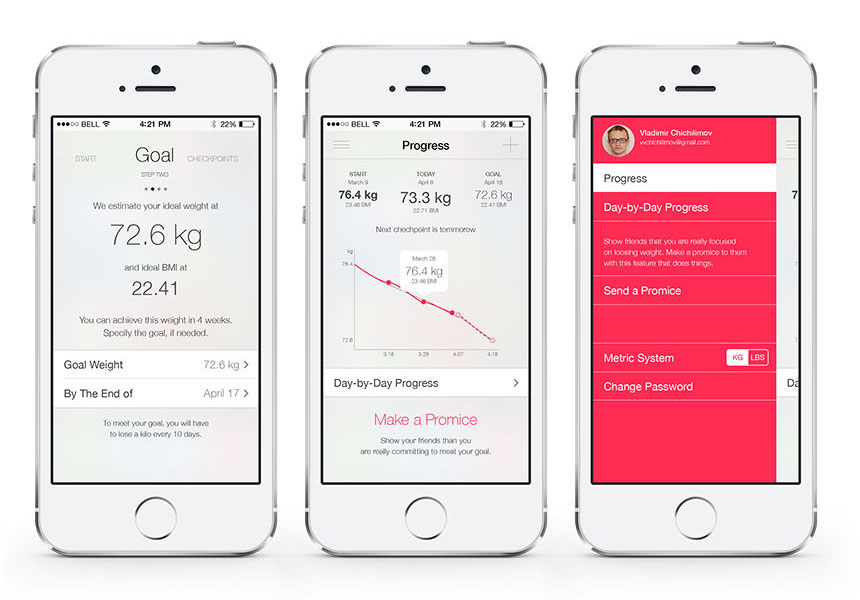 ●●●○○ BELL 4:21 PM 22%
START Goal CHECKPOINTS
STEP TWO
We estimate your ideal weight at
72.6 kg
and ideal BMI at
22.41
You can achieve this weight in 4 weeks.
Specify the goal, if needed.
Goal Weight 72.6 kg >
By The End of April 17 >
To meet your goal, you will have
to lose a kilo every 10 days.
●●●○○ BELL 4:21 PM 22%
Progress
START TODAY GOAL
March 9 April 8 April 18
76.4 kg 73.3 kg 72.6 kg
23.46 BMI 22.71 BMI 22.41 BMI
Next chechpoint is tommorow
kg
76.4
March 28
76.4 kg
23.46 BMI
72.6
3.18 3.28 4.07 4.18
Day-by-Day Progress >
Make a Promice
Show your friends than you
are really committing to meat your goal.
Vladimir Chichilimov
vvchichilimov@gmail.com
Progress
Day-by-Day Progress
Show friends that you are really focused
on loosing weight. Make a promise to them
with this feature that does things.
Send a Promice
Metric System KG LBS
Change Password
7
Da